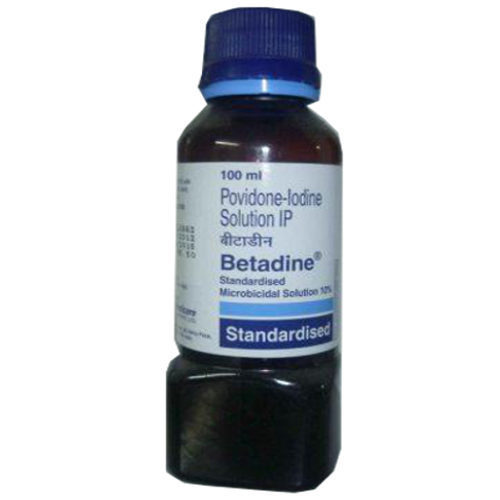 100 ml
Povidone-Iodine
Solution IP
बीटाडीन
Betadine®
Standardised
Microbicidal Solution 10%
Standardised